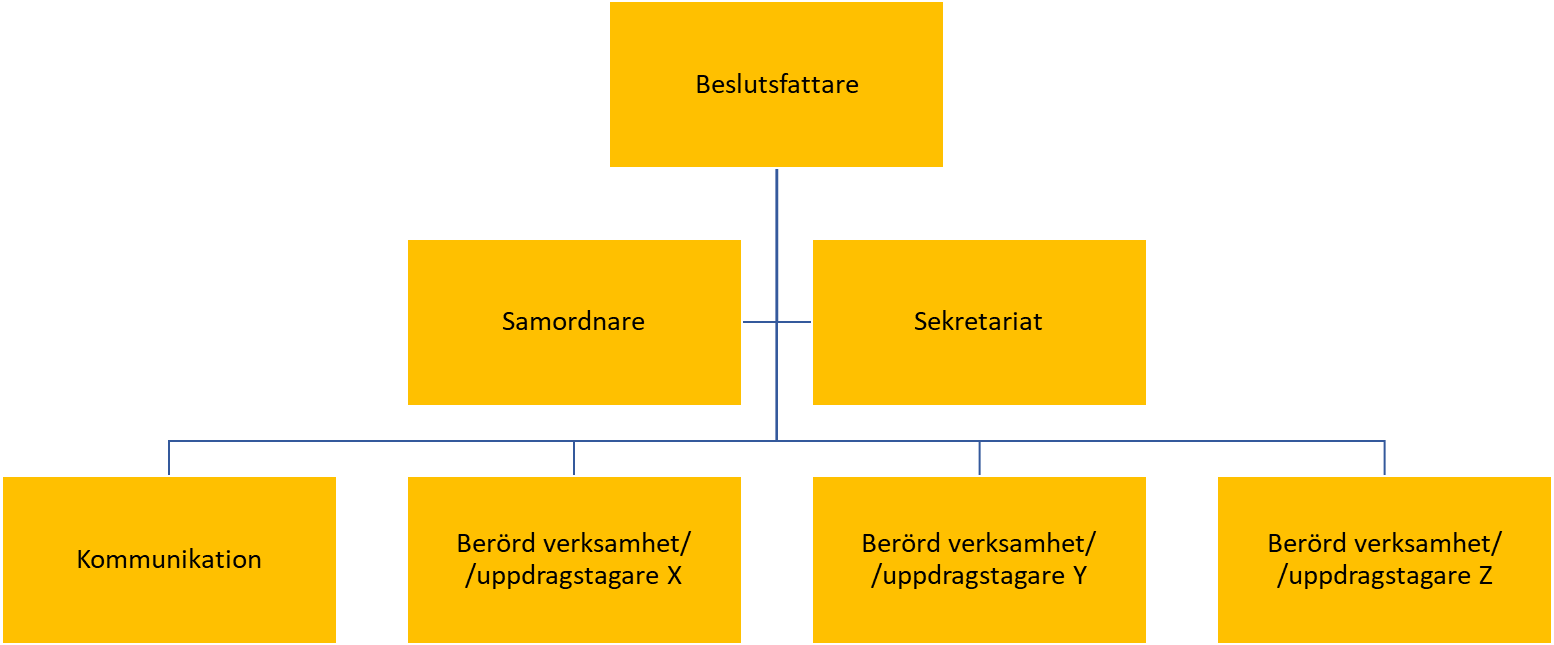 Beslutsfattare
Samordnare
Sekretariat
Kommunikation
Berörd verksamhet/
/uppdragstagare X
Berörd verksamhet/
/uppdragstagare Y
Berörd verksamhet/
/uppdragstagare Z